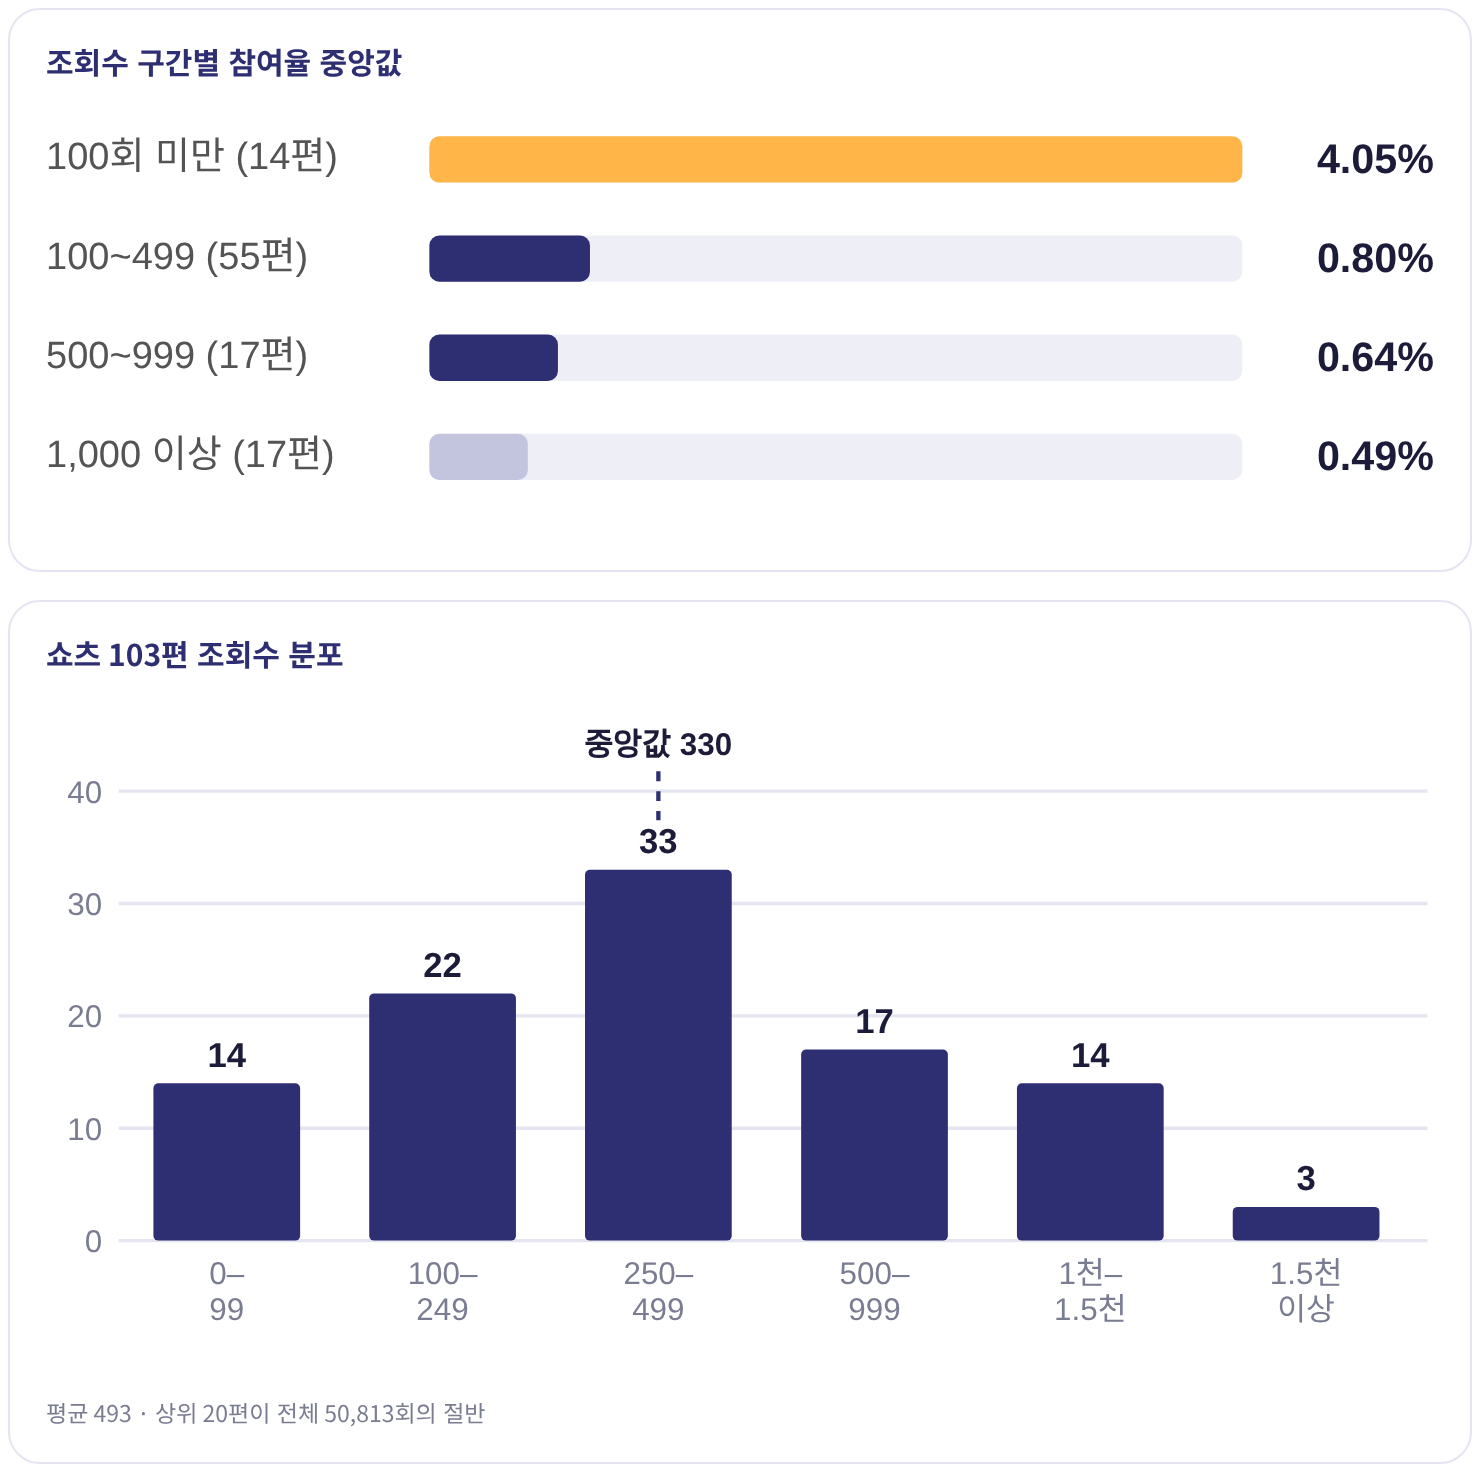 조회수 구간별 참여율 중앙값
100회 미만 (14편) 4.05%
100~499 (55편) 0.80%
500~999 (17편) 0.64%
1,000 이상 (17편) 0.49%
쇼츠 103편 조회수 분포
중앙값 330
40
33
30
22
20
17
14
14
10
3
0
0–
99
100–
249
250–
499
500–
999
1천–
1.5천
1.5천
이상
평균 493 · 상위 20편이 전체 50,813회의 절반